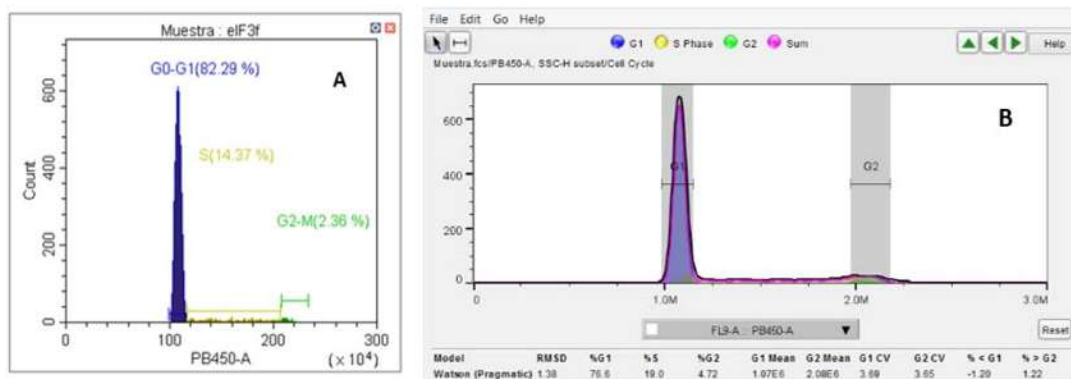 Muestra : eIF3f
A
G0-G1(82.29 %)
S(14.37 %)
G2-M(2.36 %)
Count
600
400
200
0
0 100 200 300
PB450-A (×10⁴)
File Edit Go Help
G1 S Phase G2 Sum
Help
Muestra.fcs/PB450-A, SSC-H subset/Cell Cycle
B
600
400
200
0
G1 G2
0 1.0M 2.0M 3.0M
FL9-A :: PB450-A
Reset
Model RMSD %G1 %S %G2 G1 Mean G2 Mean G1 CV G2 CV % < G1 % > G2
Watson (Pragmatic) 1.38 76.6 19.0 4.72 1.07E6 2.08E6 3.69 3.65 -1.20 1.22